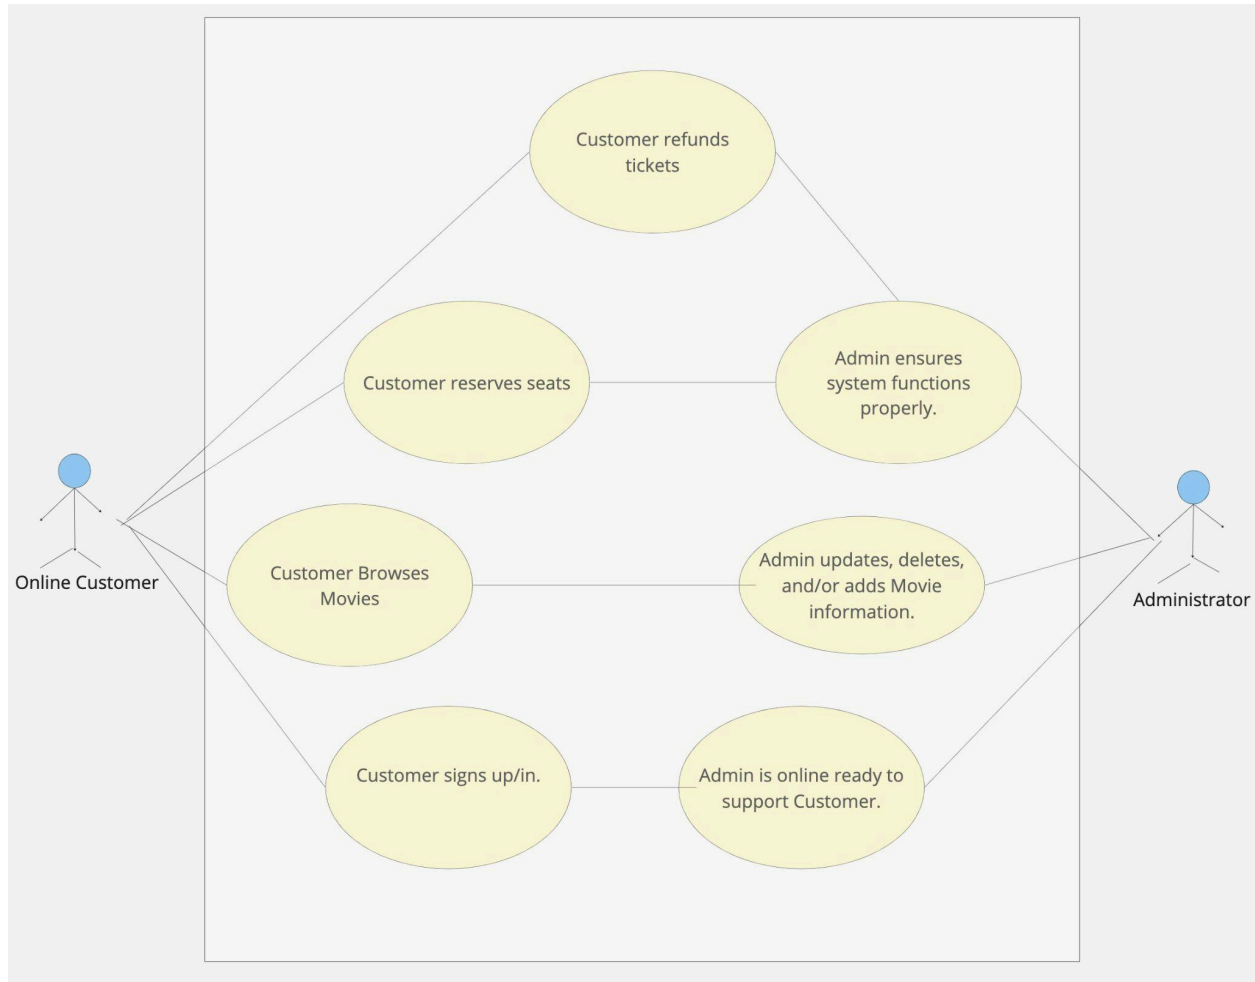 Customer refunds
tickets
Customer reserves seats
Admin ensures
system functions
properly.
Online Customer
Customer Browses
Movies
Admin updates, deletes,
and/or adds Movie
information.
Administrator
Customer signs up/in.
Admin is online ready to
support Customer.